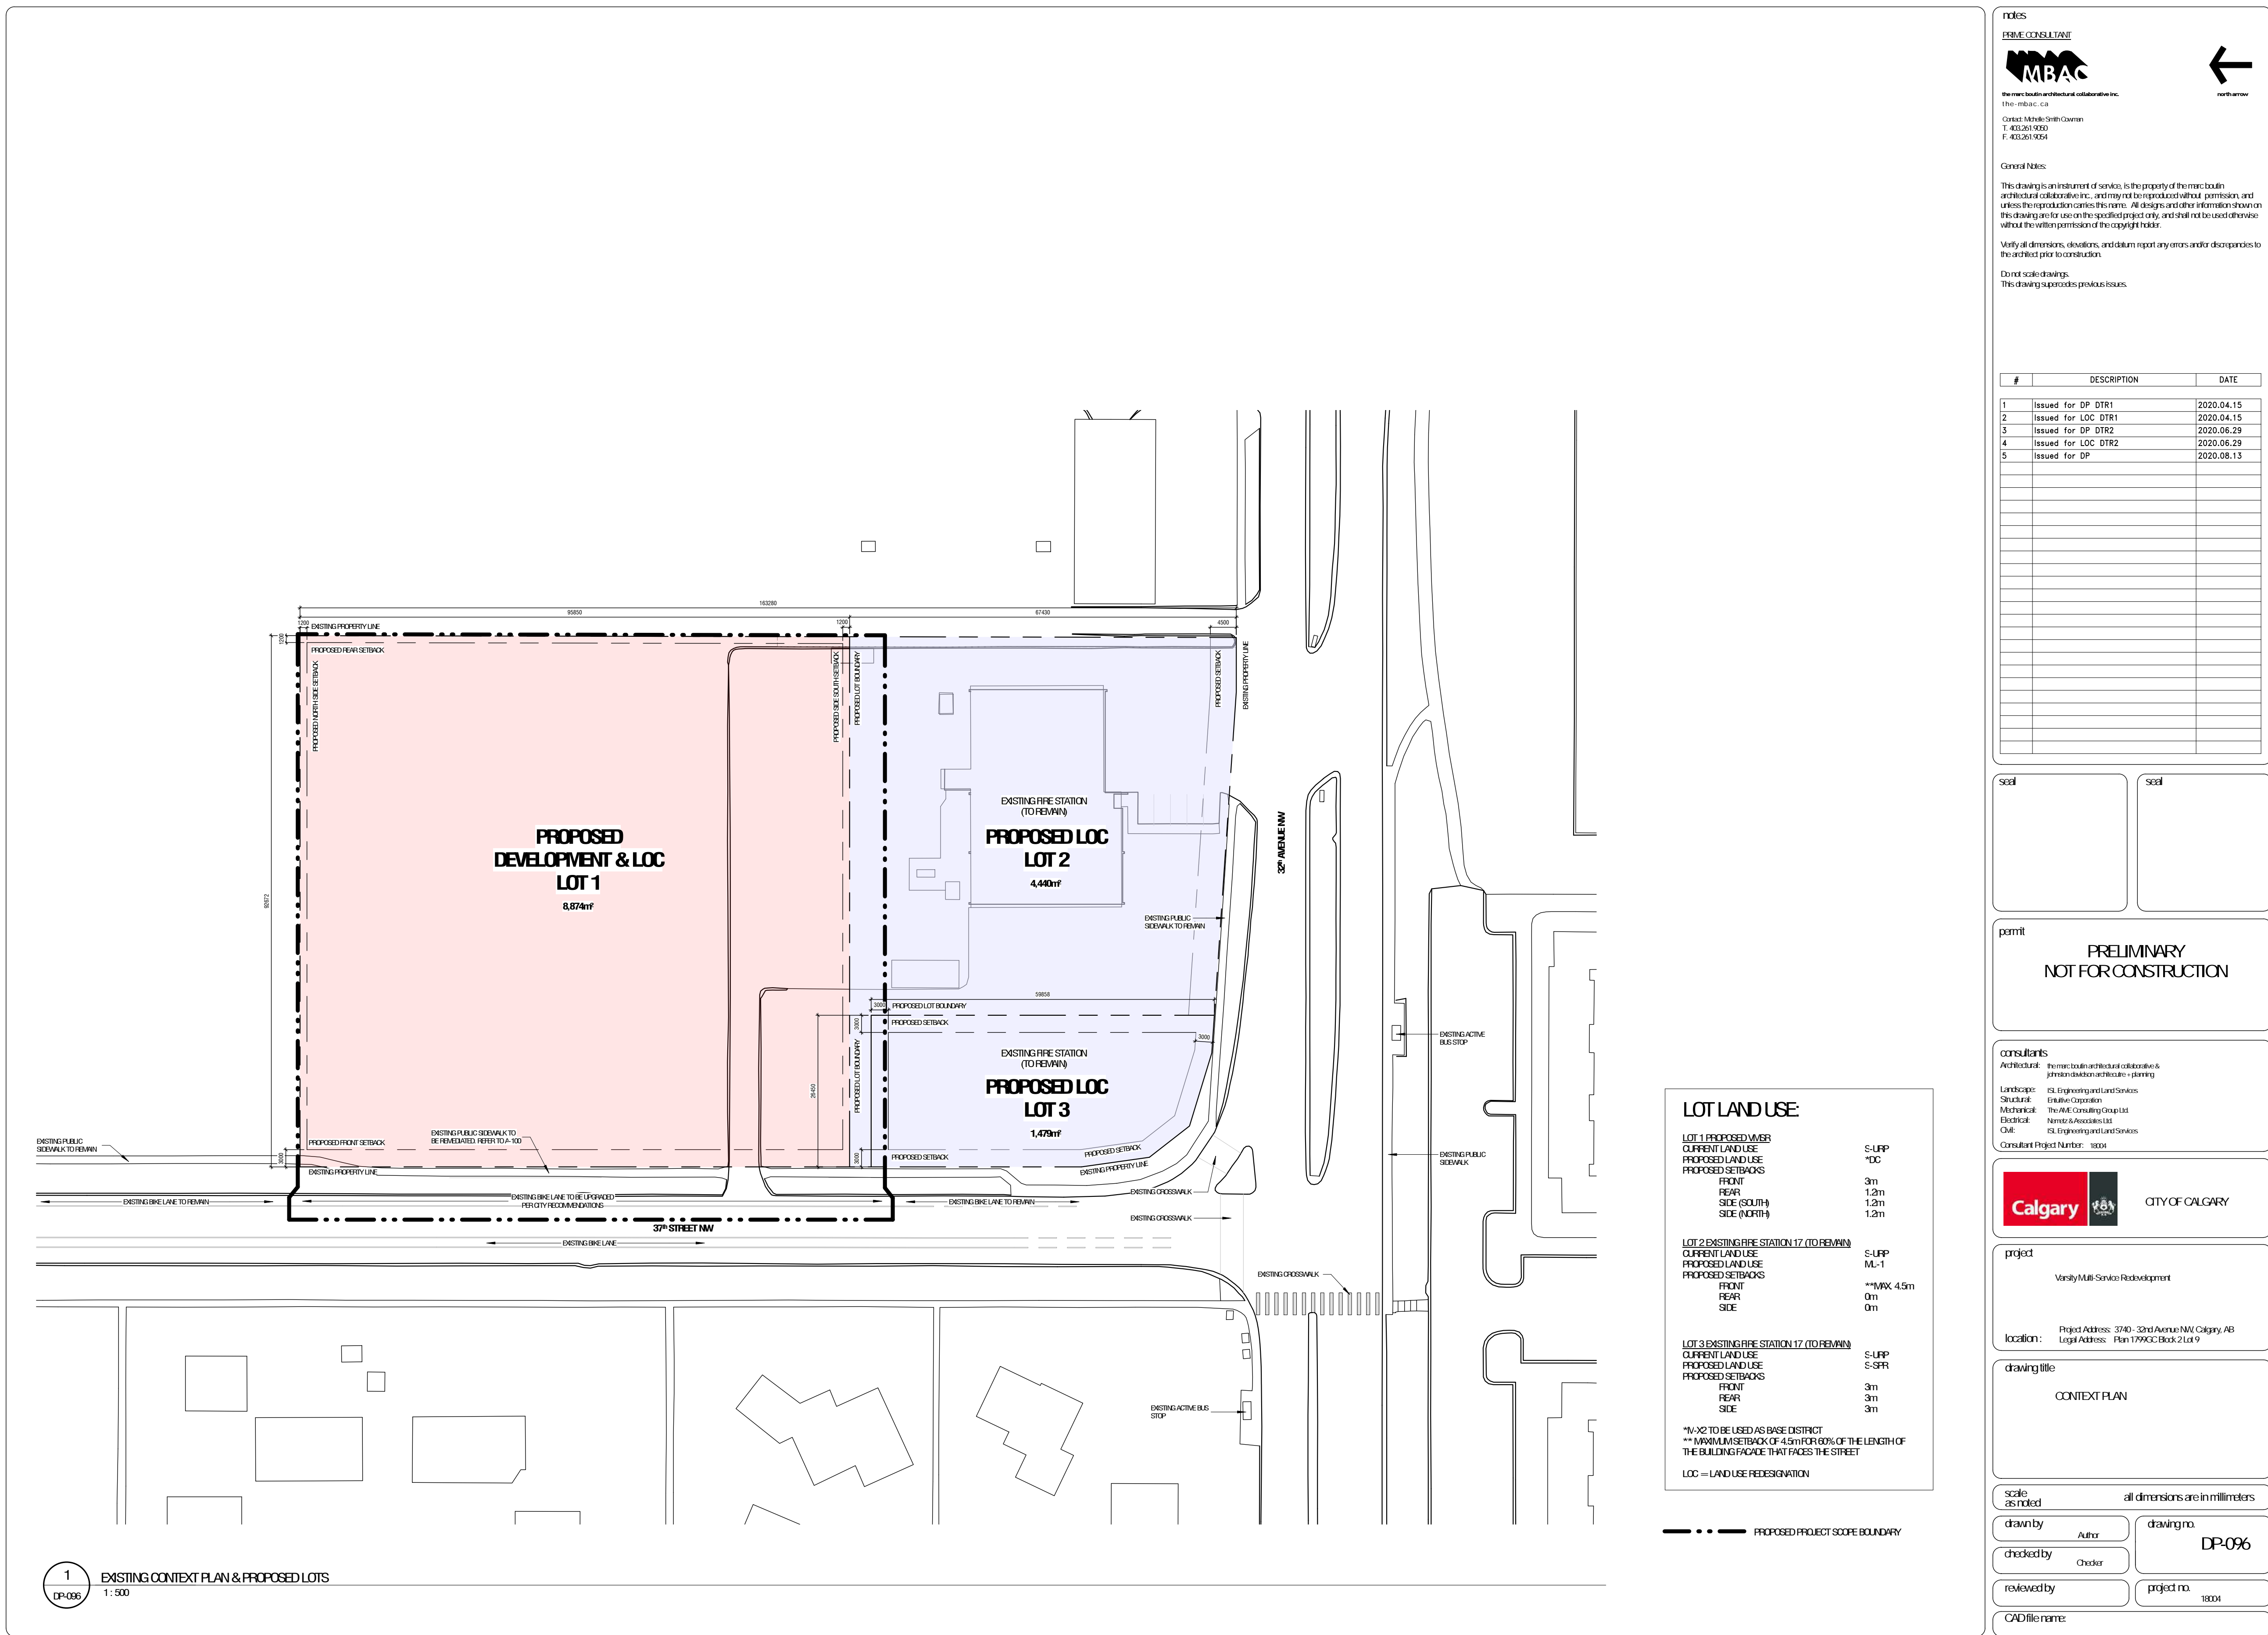 163280
95850
67430
1200
1200
4500
1200
EXISTING PROPERTY LINE
PROPOSED REAR SETBACK
PROPOSED NORTH SIDE SETBACK
PROPOSED SIDE SOUTH SETBACK
PROPOSED LOT BOUNDARY
PROPOSED SETBACK
EXISTING PROPERTY LINE
92672
PROPOSED
DEVELOPMENT & LOC
LOT 1
8,874m²
EXISTING FIRE STATION
(TO REMAIN)
PROPOSED LOC
LOT 2
4,440m²
32ⁿᵈ AVENUE NW
EXISTING PUBLIC
SIDEWALK TO REMAIN
59858
3000
PROPOSED LOT BOUNDARY
3000
PROPOSED SETBACK
3000
PROPOSED LOT BOUNDARY
26450
EXISTING FIRE STATION
(TO REMAIN)
PROPOSED LOC
LOT 3
1,479m²
EXISTING ACTIVE
BUS STOP
EXISTING PUBLIC
SIDEWALK TO REMAIN
PROPOSED FRONT SETBACK
3000
EXISTING PUBLIC SIDEWALK TO
BE REMEDIATED. REFER TO A-100
EXISTING PROPERTY LINE
3000
PROPOSED SETBACK
PROPOSED SETBACK
EXISTING PROPERTY LINE
EXISTING PUBLIC
SIDEWALK
EXISTING CROSSWALK
EXISTING BIKE LANE TO REMAIN
EXISTING BIKE LANE TO BE UPGRADED
PER CITY RECOMMENDATIONS
EXISTING BIKE LANE TO REMAIN
EXISTING CROSSWALK
37ᵗʰ STREET NW
EXISTING BIKE LANE
EXISTING CROSSWALK
EXISTING ACTIVE BUS
STOP
LOT LAND USE:
LOT 1 PROPOSED VMSR
CURRENT LAND USE S-URP
PROPOSED LAND USE *DC
PROPOSED SETBACKS
FRONT 3m
REAR 1.2m
SIDE (SOUTH) 1.2m
SIDE (NORTH) 1.2m
LOT 2 EXISTING FIRE STATION 17 (TO REMAIN)
CURRENT LAND USE S-URP
PROPOSED LAND USE MU-1
PROPOSED SETBACKS
FRONT **MAX. 4.5m
REAR 0m
SIDE 0m
LOT 3 EXISTING FIRE STATION 17 (TO REMAIN)
CURRENT LAND USE S-URP
PROPOSED LAND USE S-SPR
PROPOSED SETBACKS
FRONT 3m
REAR 3m
SIDE 3m
*M-X2 TO BE USED AS BASE DISTRICT
** MAXIMUM SETBACK OF 4.5m FOR 60% OF THE LENGTH OF
THE BUILDING FACADE THAT FACES THE STREET
LOC = LAND USE REDESIGNATION
PROPOSED PROJECT SCOPE BOUNDARY
1
DP-096
EXISTING CONTEXT PLAN & PROPOSED LOTS
1 : 500
notes
PRIME CONSULTANT
MBAC
the marc boutin architectural collaborative inc.
the-mbac.ca
north arrow
Contact: Michelle Smith Cowman
T. 403.261.9050
F. 403.261.9054
General Notes:
This drawing is an instrument of service, is the property of the marc boutin
architectural collaborative inc., and may not be reproduced without permission, and
unless the reproduction carries this name. All designs and other information shown on
this drawing are for use on the specified project only, and shall not be used otherwise
without the written permission of the copyright holder.
Verify all dimensions, elevations, and datum; report any errors and/or discrepancies to
the architect prior to construction.
Do not scale drawings.
This drawing supercedes previous issues.
# DESCRIPTION DATE
1 Issued for DP DTR1 2020.04.15
2 Issued for LOC DTR1 2020.04.15
3 Issued for DP DTR2 2020.06.29
4 Issued for LOC DTR2 2020.06.29
5 Issued for DP 2020.08.13
seal
seal
permit
PRELIMINARY
NOT FOR CONSTRUCTION
consultants
Architectural: the marc boutin architectural collaborative &
johnston davidson architecutre + planning
Landscape: ISL Engineering and Land Services
Structural: Entuitive Corporation
Mechanical: The AME Consulting Group Ltd.
Electrical: Nemetz & Associates Ltd.
Civil: ISL Engineering and Land Services
Consultant Project Number: 18004
Calgary
CITY OF CALGARY
project
Varsity Multi-Service Redevelopment
location : Project Address: 3740 - 32nd Avenue NW, Calgary, AB
Legal Address: Plan 1799GC Block 2 Lot 9
drawing title
CONTEXT PLAN
scale
as noted
all dimensions are in millimeters
drawn by
Author
drawing no.
DP-096
checked by
Checker
reviewed by
project no.
18004
CAD file name: